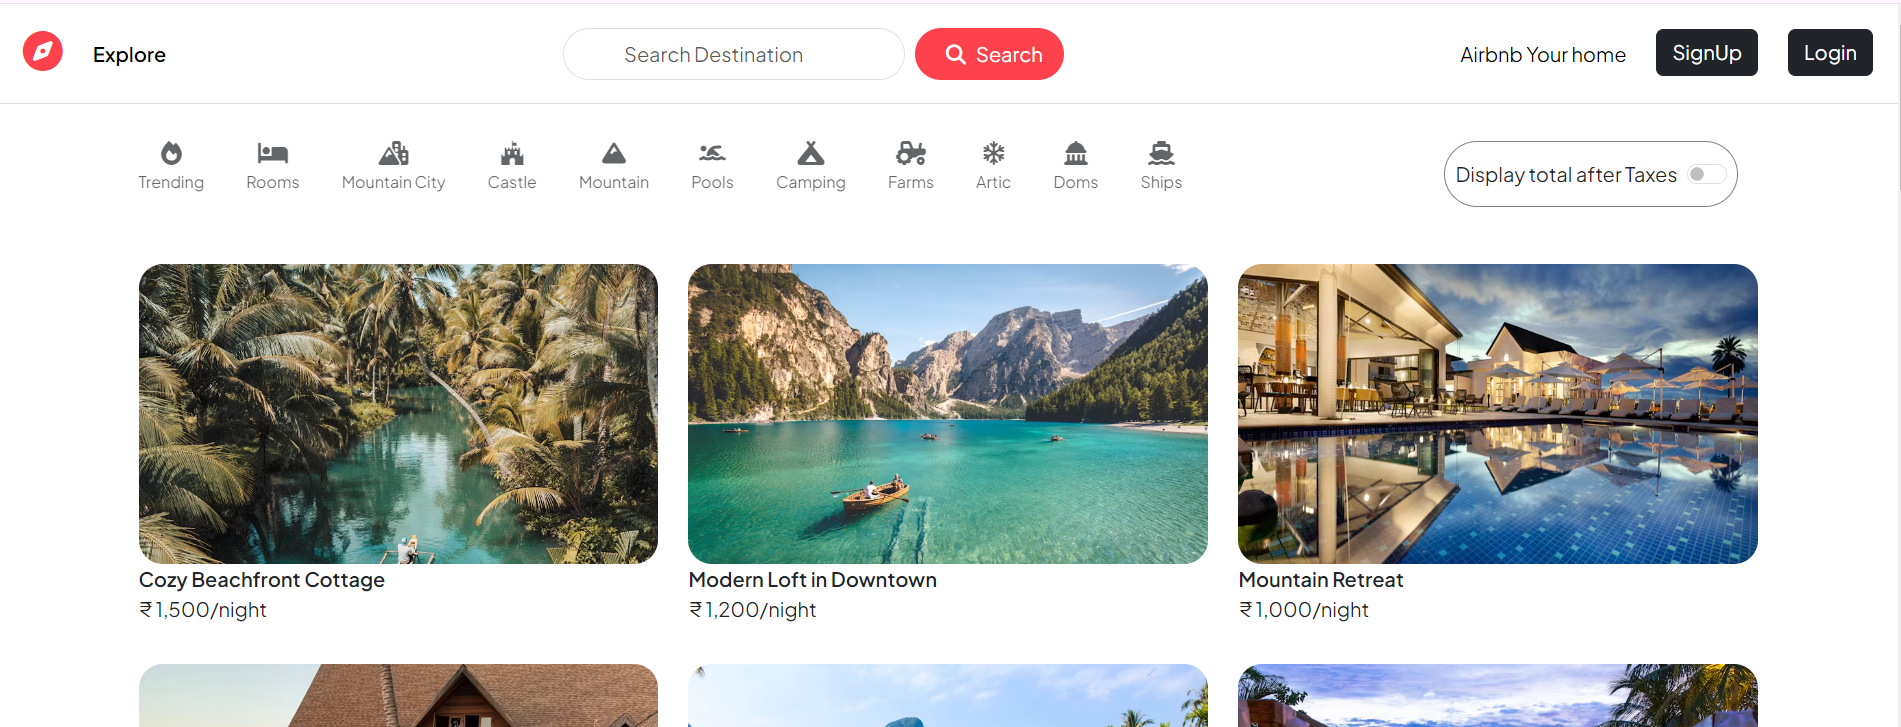 Explore
Search Destination
Search
Airbnb Your home
SignUp
Login
Trending
Rooms
Mountain City
Castle
Mountain
Pools
Camping
Farms
Artic
Doms
Ships
Display total after Taxes
Cozy Beachfront Cottage
₹1,500/night
Modern Loft in Downtown
₹1,200/night
Mountain Retreat
₹1,000/night